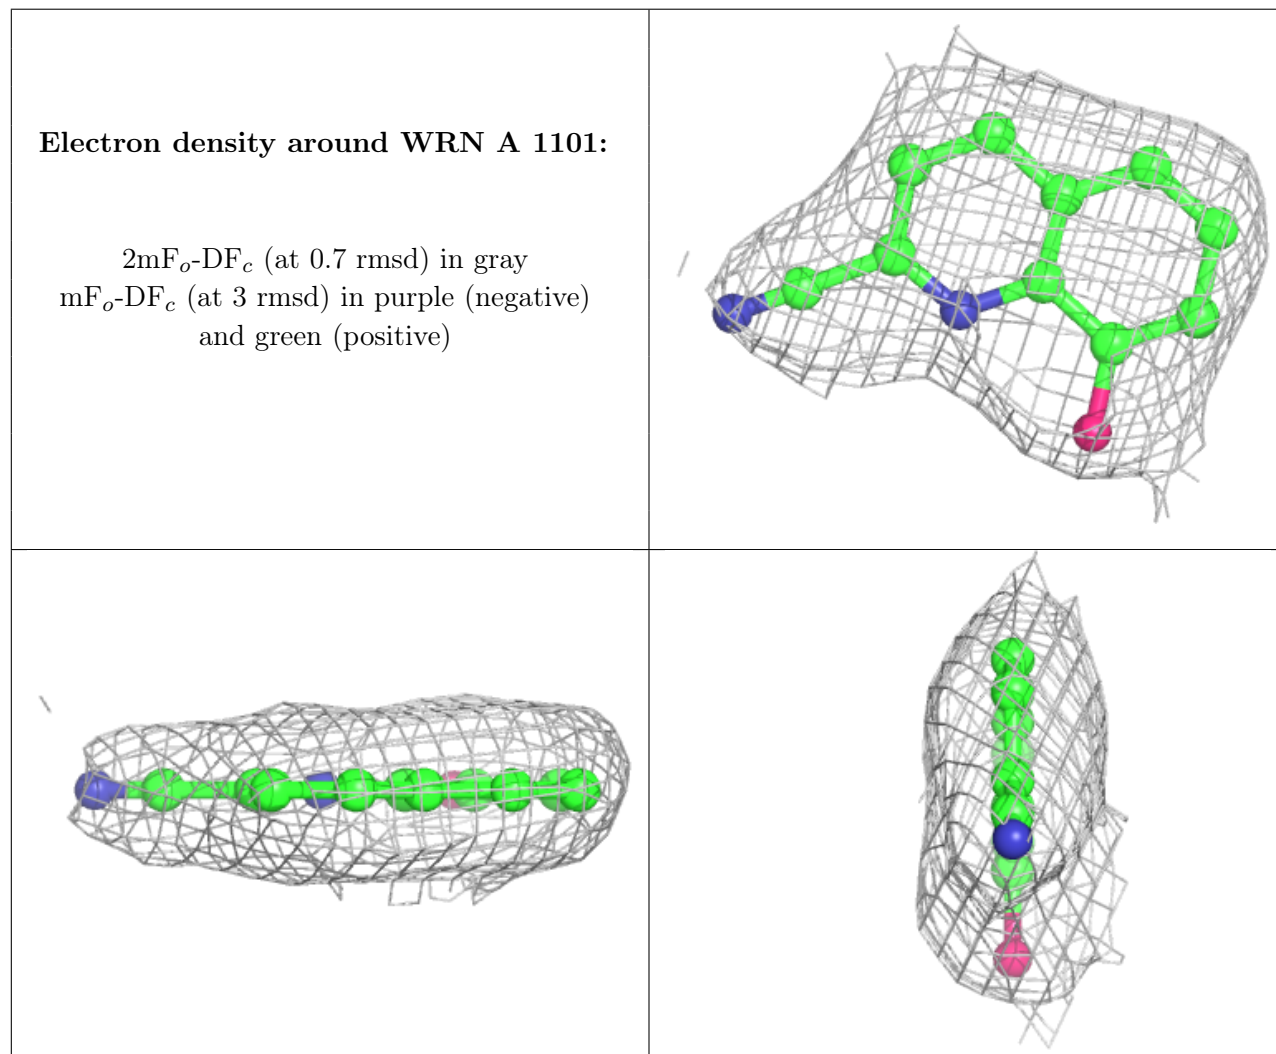 Electron density around WRN A 1101:
2mFo-DFc (at 0.7 rmsd) in gray
mFo-DFc (at 3 rmsd) in purple (negative)
and green (positive)